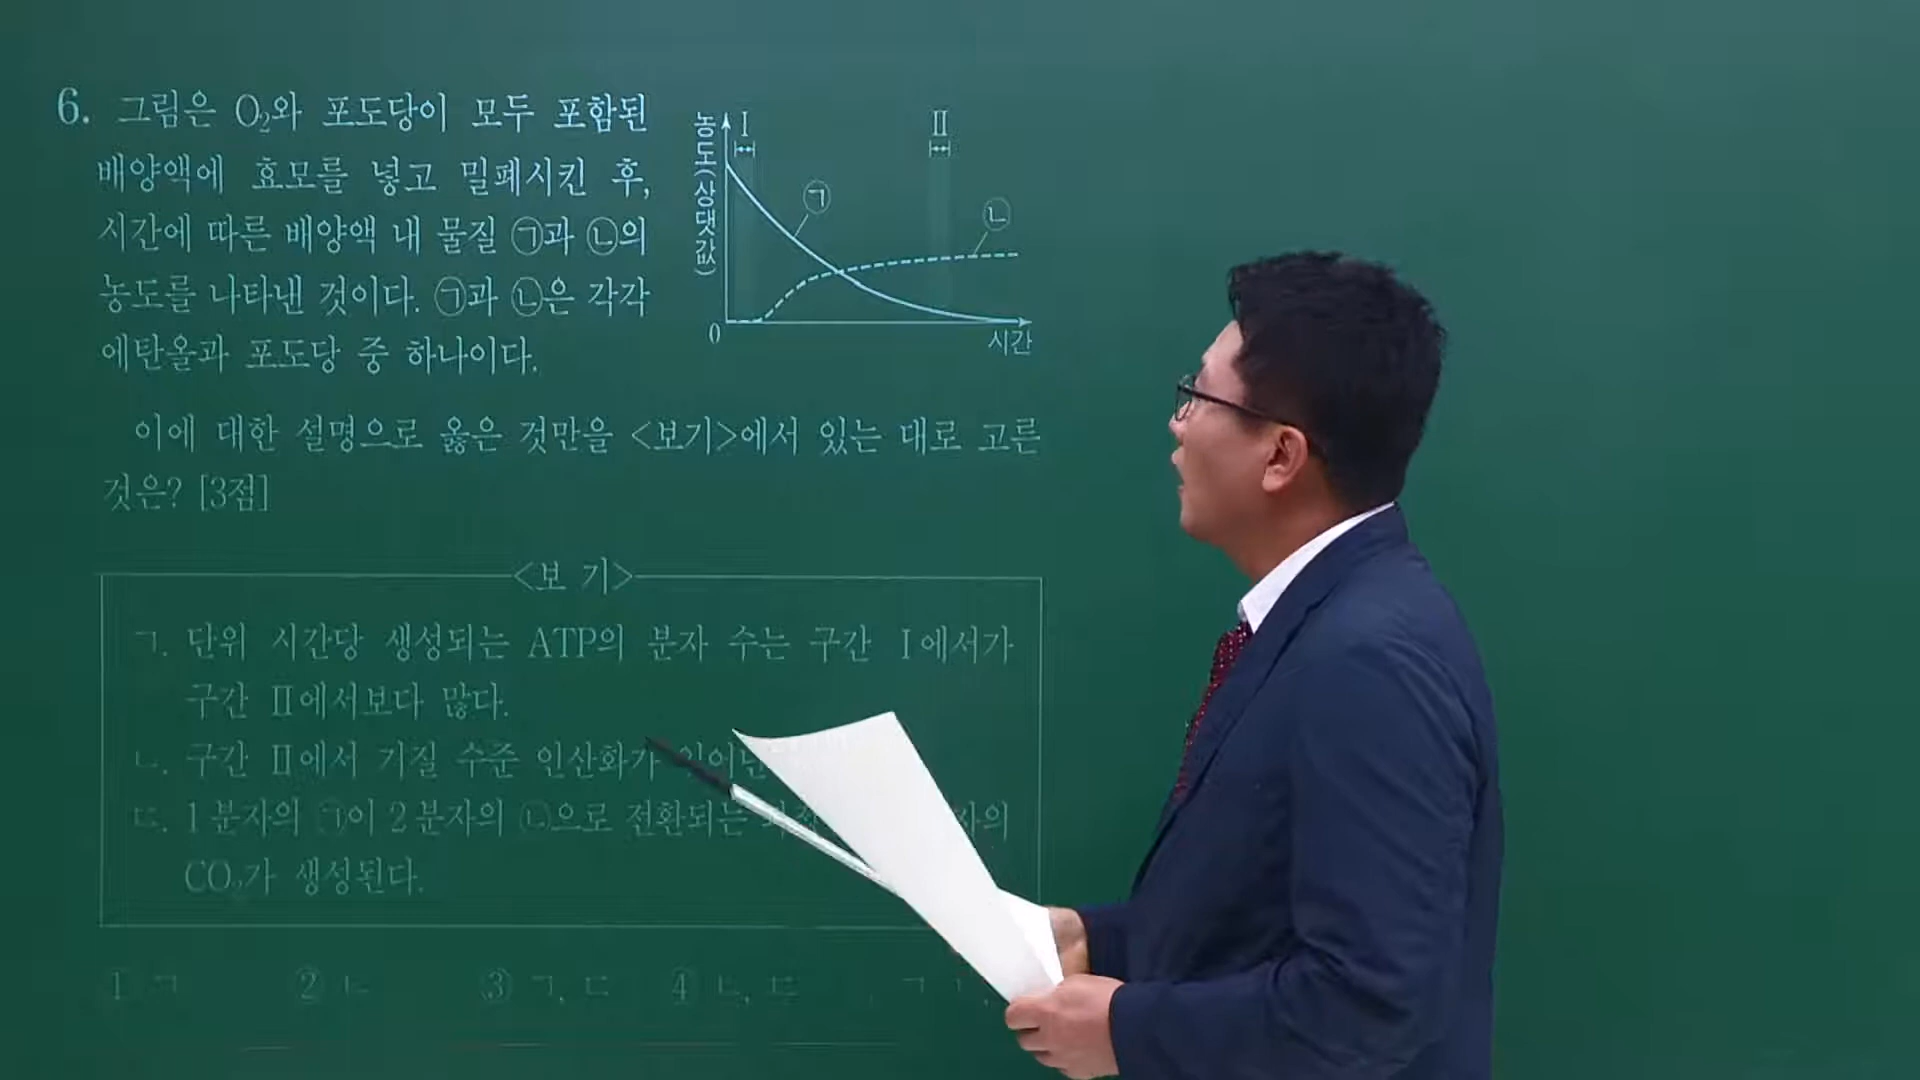 6. 그림은 O₂와 포도당이 모두 포함된
배양액에 효모를 넣고 밀폐시킨 후,
시간에 따른 배양액 내 물질 ㉠과 ㉡의
농도를 나타낸 것이다. ㉠과 ㉡은 각각
에탄올과 포도당 중 하나이다.
농도(상댓값)
Ⅰ
Ⅱ
㉠
㉡
0
시간
이에 대한 설명으로 옳은 것만을 <보기>에서 있는 대로 고른
것은? [3점]
<보 기>
ㄱ. 단위 시간당 생성되는 ATP의 분자 수는 구간 Ⅰ에서가
구간 Ⅱ에서보다 많다.
ㄴ. 구간 Ⅱ에서 기질 수준 인산화가
ㄷ. 1분자의 ㉠이 2분자의 ㉡으로 전환되는
CO₂가 생성된다.
① ㄱ ② ㄴ ③ ㄱ, ㄷ ④ ㄴ, ㄷ